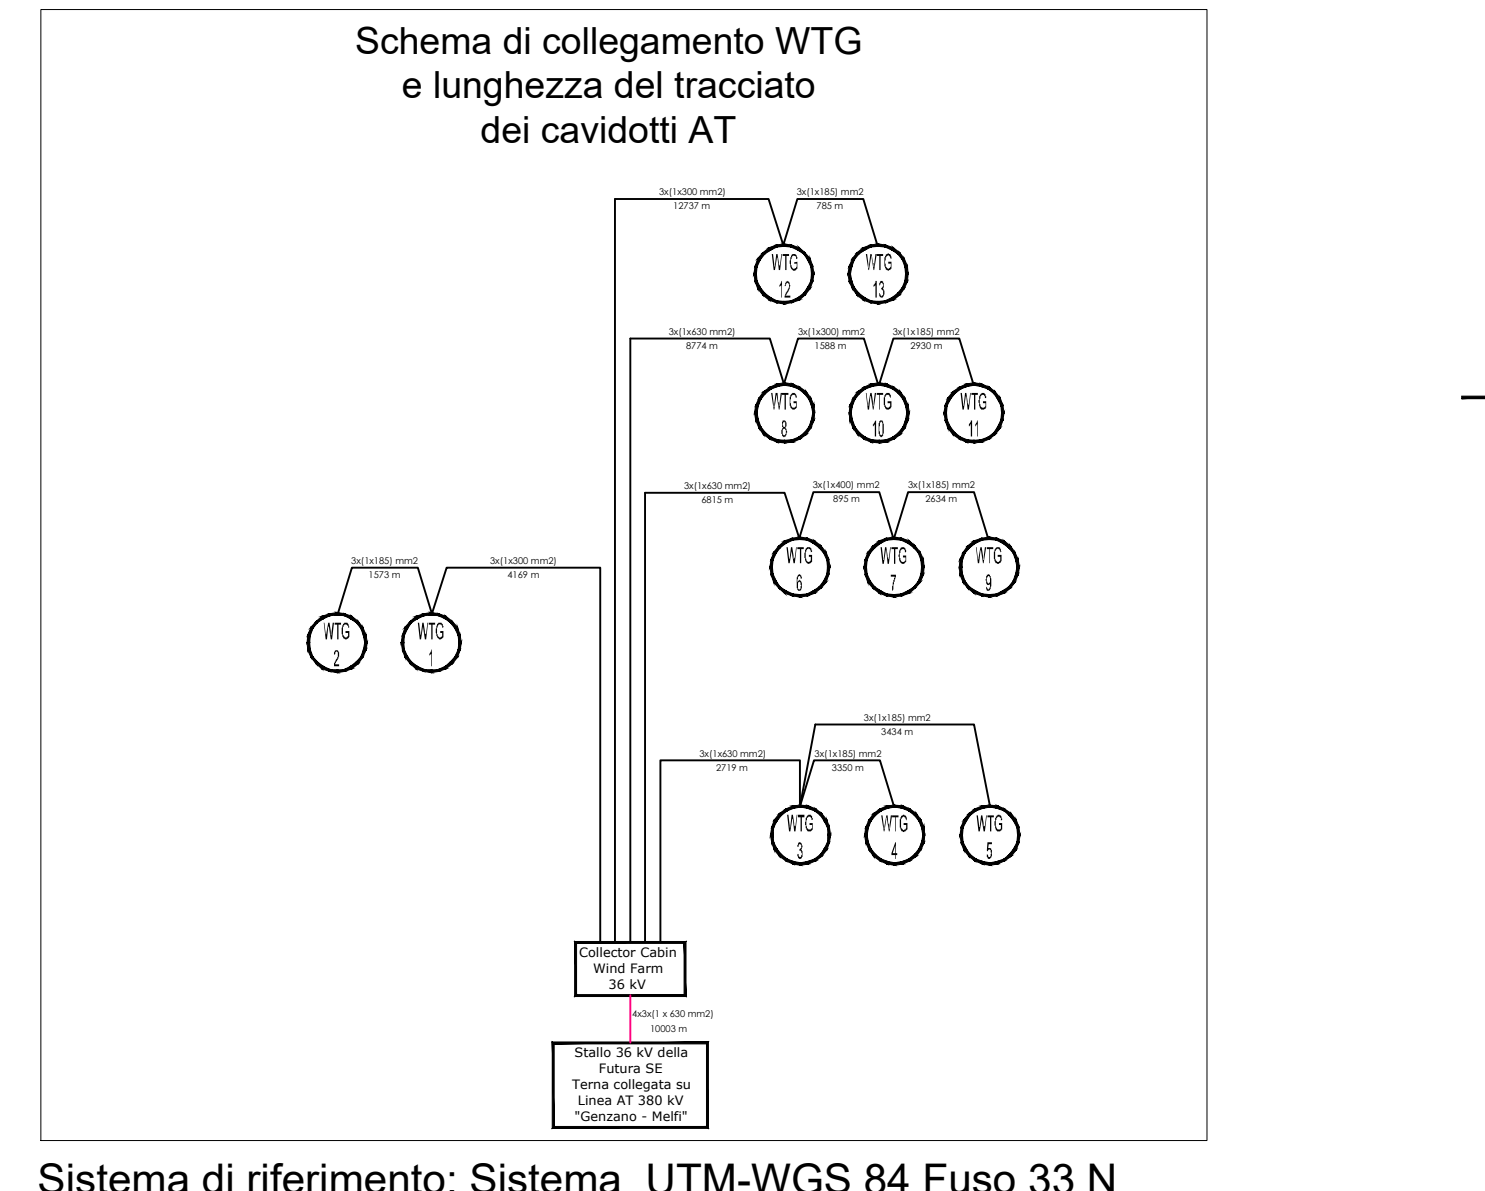 Schema di collegamento WTG
e lunghezza del tracciato
dei cavidotti AT
3x(1x300 mm2)
12737 m
3x(1x185) mm2
785 m
WTG
12
WTG
13
3x(1x630 mm2)
8774 m
3x(1x300) mm2
1588 m
3x(1x185) mm2
2930 m
WTG
8
WTG
10
WTG
11
3x(1x630 mm2)
6815 m
3x(1x400) mm2
895 m
3x(1x185) mm2
2634 m
WTG
6
WTG
7
WTG
9
3x(1x185) mm2
1573 m
3x(1x300 mm2)
4169 m
WTG
2
WTG
1
3x(1x185) mm2
3434 m
3x(1x630 mm2)
2719 m
3x(1x185) mm2
3350 m
WTG
3
WTG
4
WTG
5
Collector Cabin
Wind Farm
36 kV
4x3x(1 x 630 mm2)
10003 m
Stallo 36 kV della
Futura SE
Terna collegata su
Linea AT 380 kV
"Genzano - Melfi"
Sistema di riferimento: Sistema UTM-WGS 84 Fuso 33 N